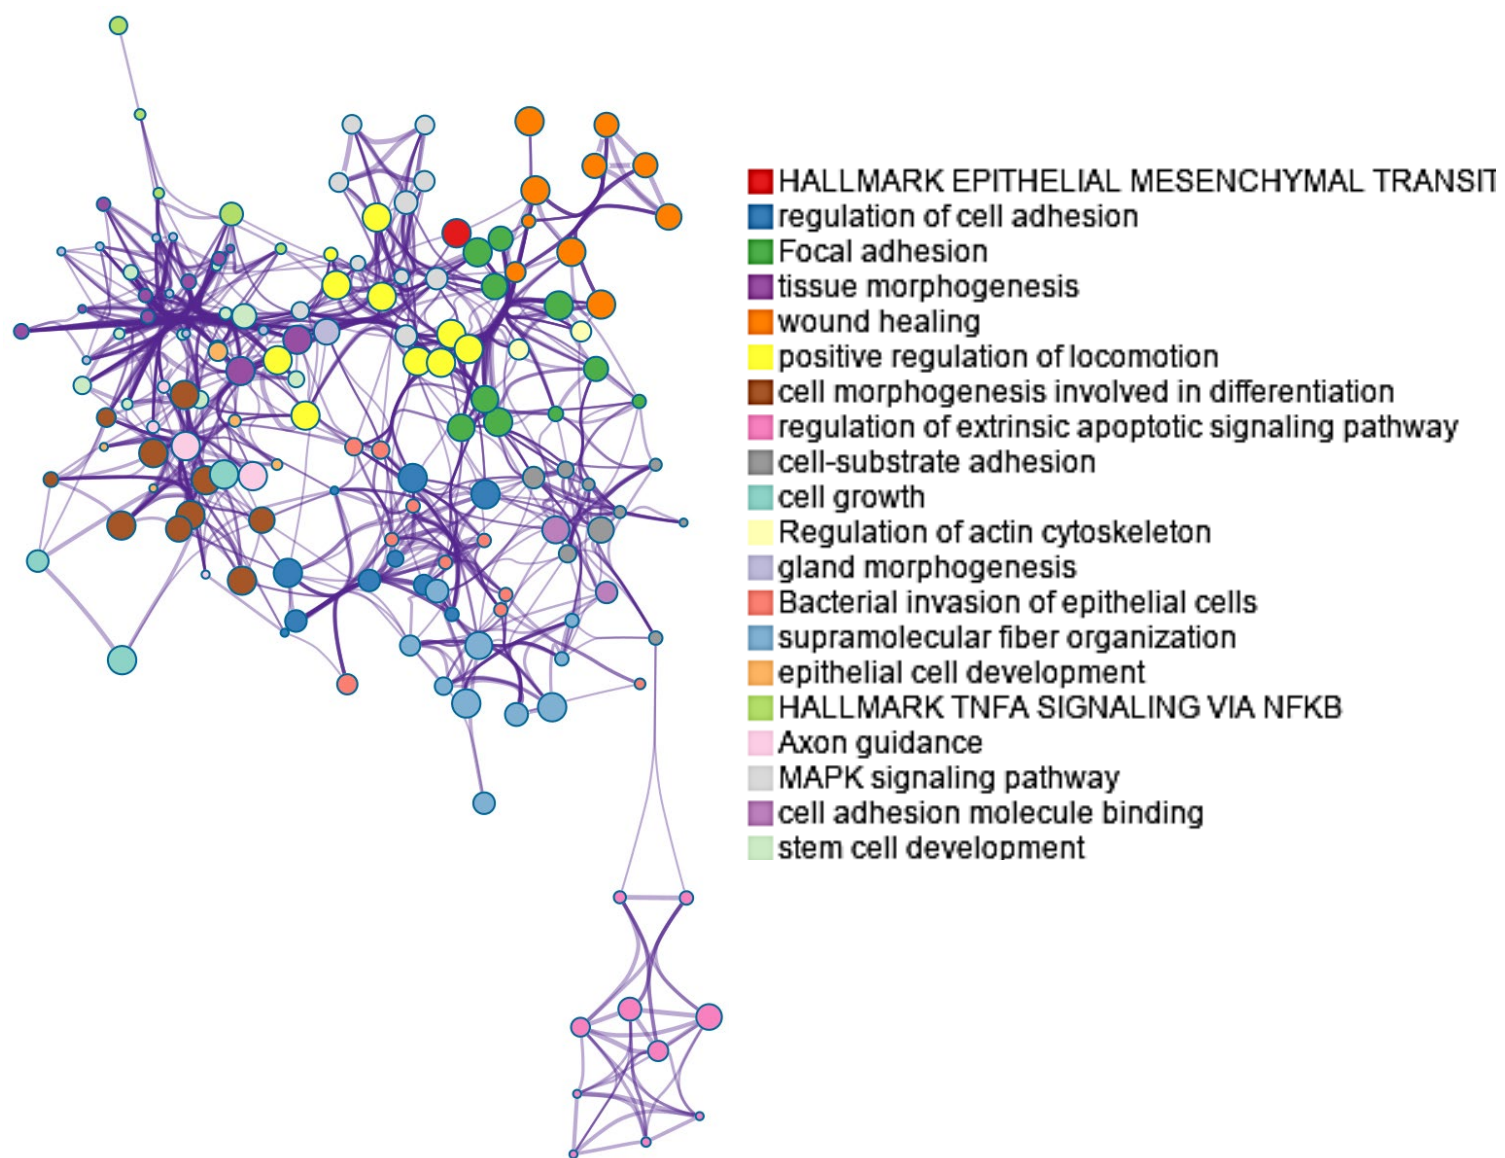 HALLMARK EPITHELIAL MESENCHYMAL TRANSIT
regulation of cell adhesion
Focal adhesion
tissue morphogenesis
wound healing
positive regulation of locomotion
cell morphogenesis involved in differentiation
regulation of extrinsic apoptotic signaling pathway
cell-substrate adhesion
cell growth
Regulation of actin cytoskeleton
gland morphogenesis
Bacterial invasion of epithelial cells
supramolecular fiber organization
epithelial cell development
HALLMARK TNFA SIGNALING VIA NFKB
Axon guidance
MAPK signaling pathway
cell adhesion molecule binding
stem cell development